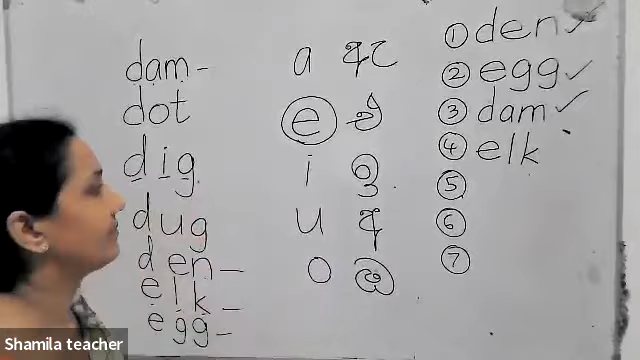 dam -
dot
dig
dug
den -
elk -
egg -
a ඇ
e එ
i ඉ
u අ
o ඔ
① den ✓
② egg ✓
③ dam ✓
④ elk
⑤
⑥
⑦
Shamila teacher